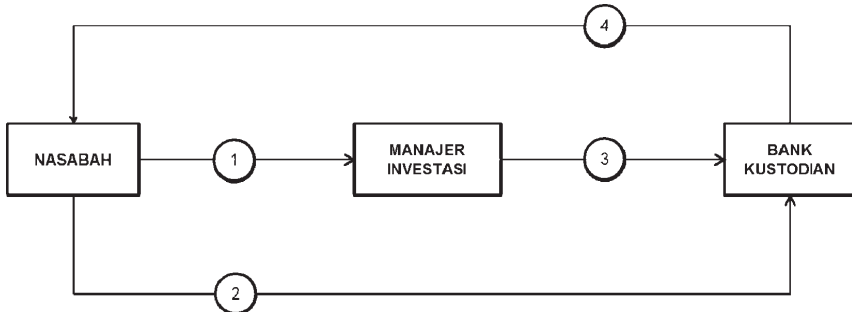 4
NASABAH
1
MANAJER
INVESTASI
3
BANK
KUSTODIAN
2